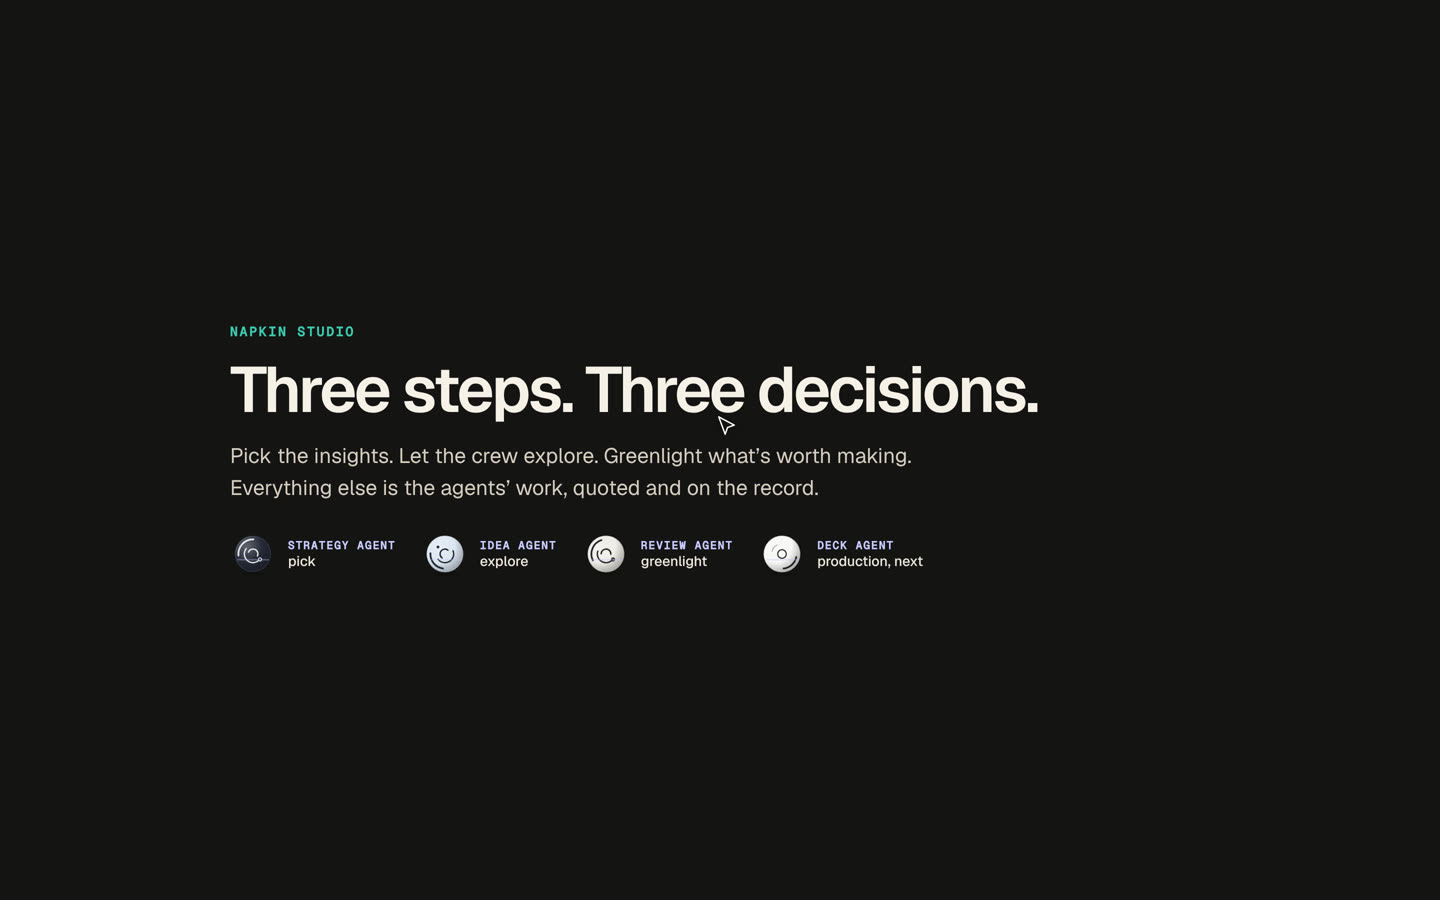 NAPKIN STUDIO
Three steps. Three decisions.
Pick the insights. Let the crew explore. Greenlight what’s worth making.
Everything else is the agents’ work, quoted and on the record.
STRATEGY AGENT
pick
IDEA AGENT
explore
REVIEW AGENT
greenlight
DECK AGENT
production, next